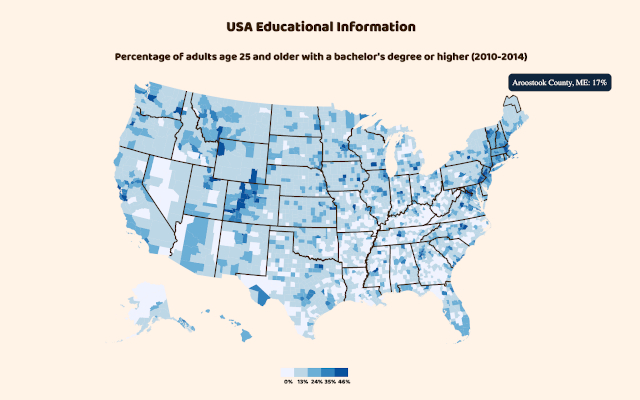 USA Educational Information
Percentage of adults age 25 and older with a bachelor's degree or higher (2010-2014)
Aroostook County, ME: 17%
0% 13% 24% 35% 46%